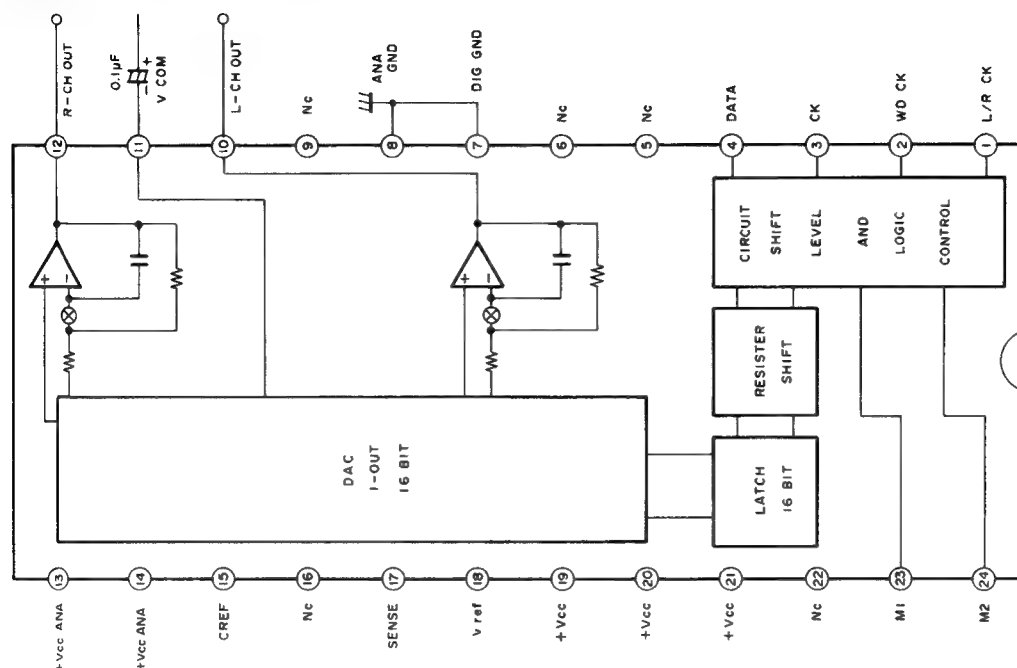 R-CH OUT
0.1µF
- +
V COM
L-CH OUT
Nc
ANA
GND
DIG GND
Nc
Nc
DATA
CK
WD CK
L/R CK
12
11
10
9
8
7
6
5
4
3
2
1
+
-
+
-
CIRCUIT
SHIFT
LEVEL
AND
LOGIC
CONTROL
RESISTER
SHIFT
DAC
I-OUT
16 BIT
LATCH
16 BIT
13
14
15
16
17
18
19
20
21
22
23
24
+Vcc ANA
+Vcc ANA
CREF
Nc
SENSE
V ref
+Vcc
+Vcc
+Vcc
Nc
M1
M2